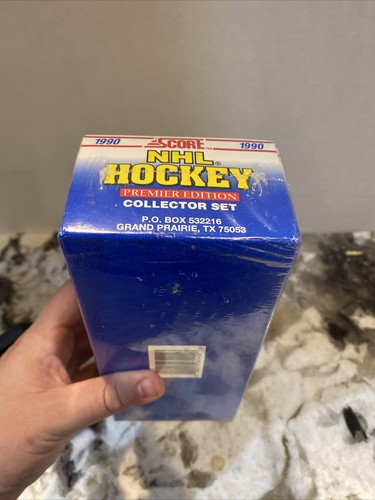 1990 SCORE 1990
NHL
HOCKEY
PREMIER EDITION
COLLECTOR SET
P.O. BOX 532216
GRAND PRAIRIE, TX 75053